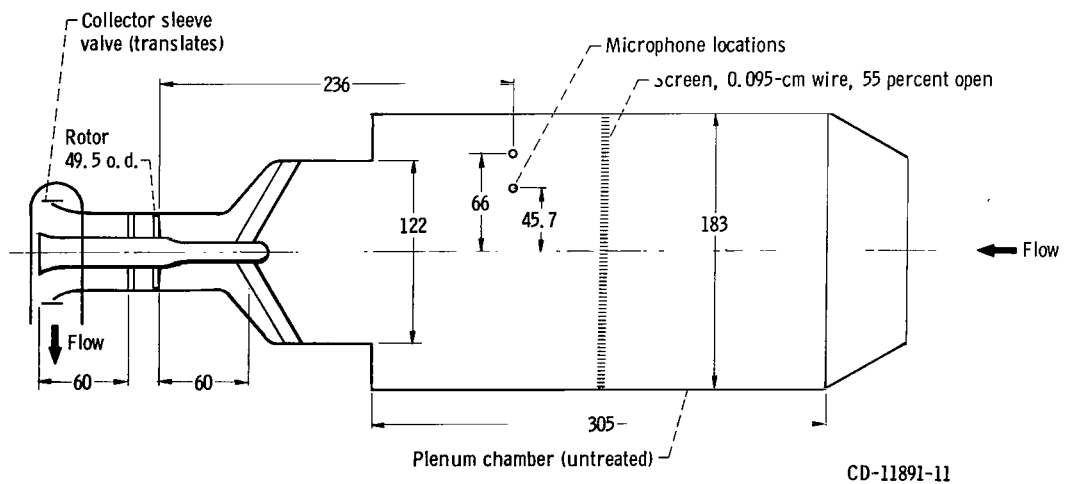 Collector sleeve
valve (translates)
Microphone locations
Screen, 0.095-cm wire, 55 percent open
236
Rotor
49.5 o.d.
66
45.7
122
183
Flow
Flow
60
60
305
Plenum chamber (untreated)
CD-11891-11